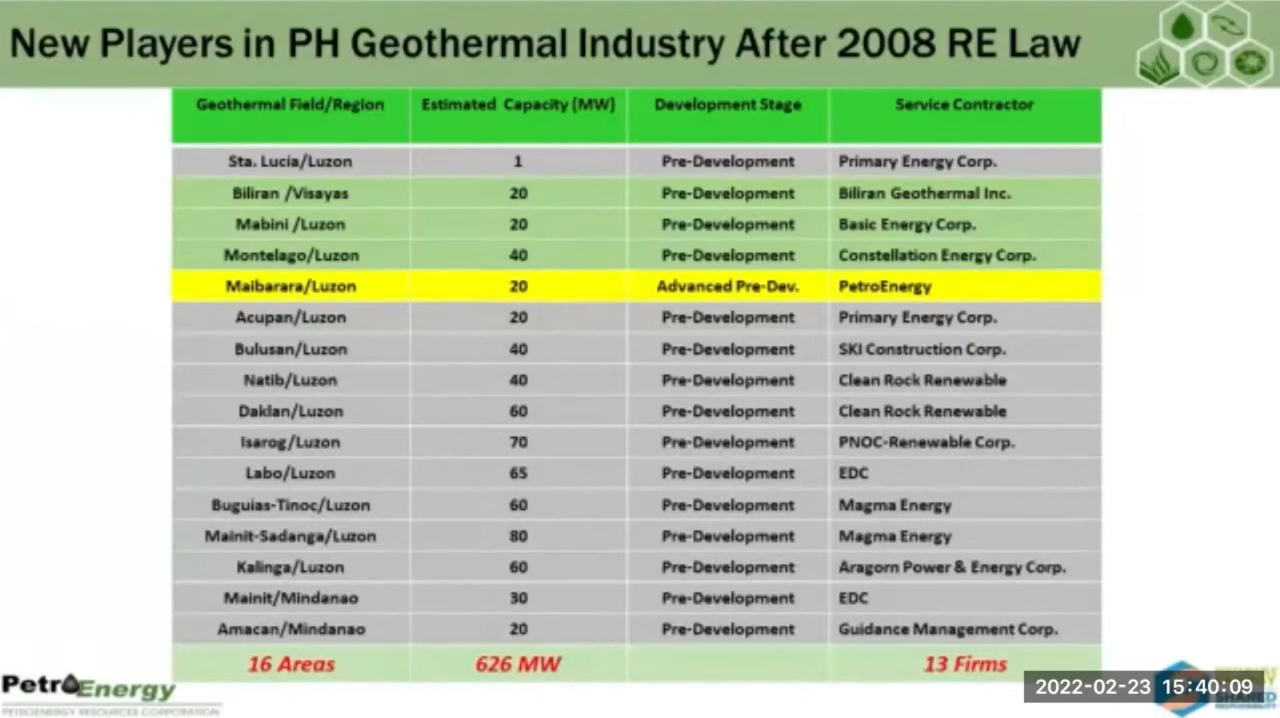 New Players in PH Geothermal Industry After 2008 RE Law
Geothermal Field/Region Estimated Capacity (MW) Development Stage Service Contractor
Sta. Lucia/Luzon 1 Pre-Development Primary Energy Corp.
Biliran /Visayas 20 Pre-Development Biliran Geothermal Inc.
Mabini /Luzon 20 Pre-Development Basic Energy Corp.
Montelago/Luzon 40 Pre-Development Constellation Energy Corp.
Maibarara/Luzon 20 Advanced Pre-Dev. PetroEnergy
Acupan/Luzon 20 Pre-Development Primary Energy Corp.
Bulusan/Luzon 40 Pre-Development SKI Construction Corp.
Natib/Luzon 40 Pre-Development Clean Rock Renewable
Daklan/Luzon 60 Pre-Development Clean Rock Renewable
Isarog/Luzon 70 Pre-Development PNOC-Renewable Corp.
Labo/Luzon 65 Pre-Development EDC
Buguias-Tinoc/Luzon 60 Pre-Development Magma Energy
Mainit-Sadanga/Luzon 80 Pre-Development Magma Energy
Kalinga/Luzon 60 Pre-Development Aragorn Power & Energy Corp.
Mainit/Mindanao 30 Pre-Development EDC
Amacan/Mindanao 20 Pre-Development Guidance Management Corp.
16 Areas 626 MW 13 Firms
PetroEnergy
PETROENERGY RESOURCES CORPORATION
2022-02-23 15:40:09
SHARED